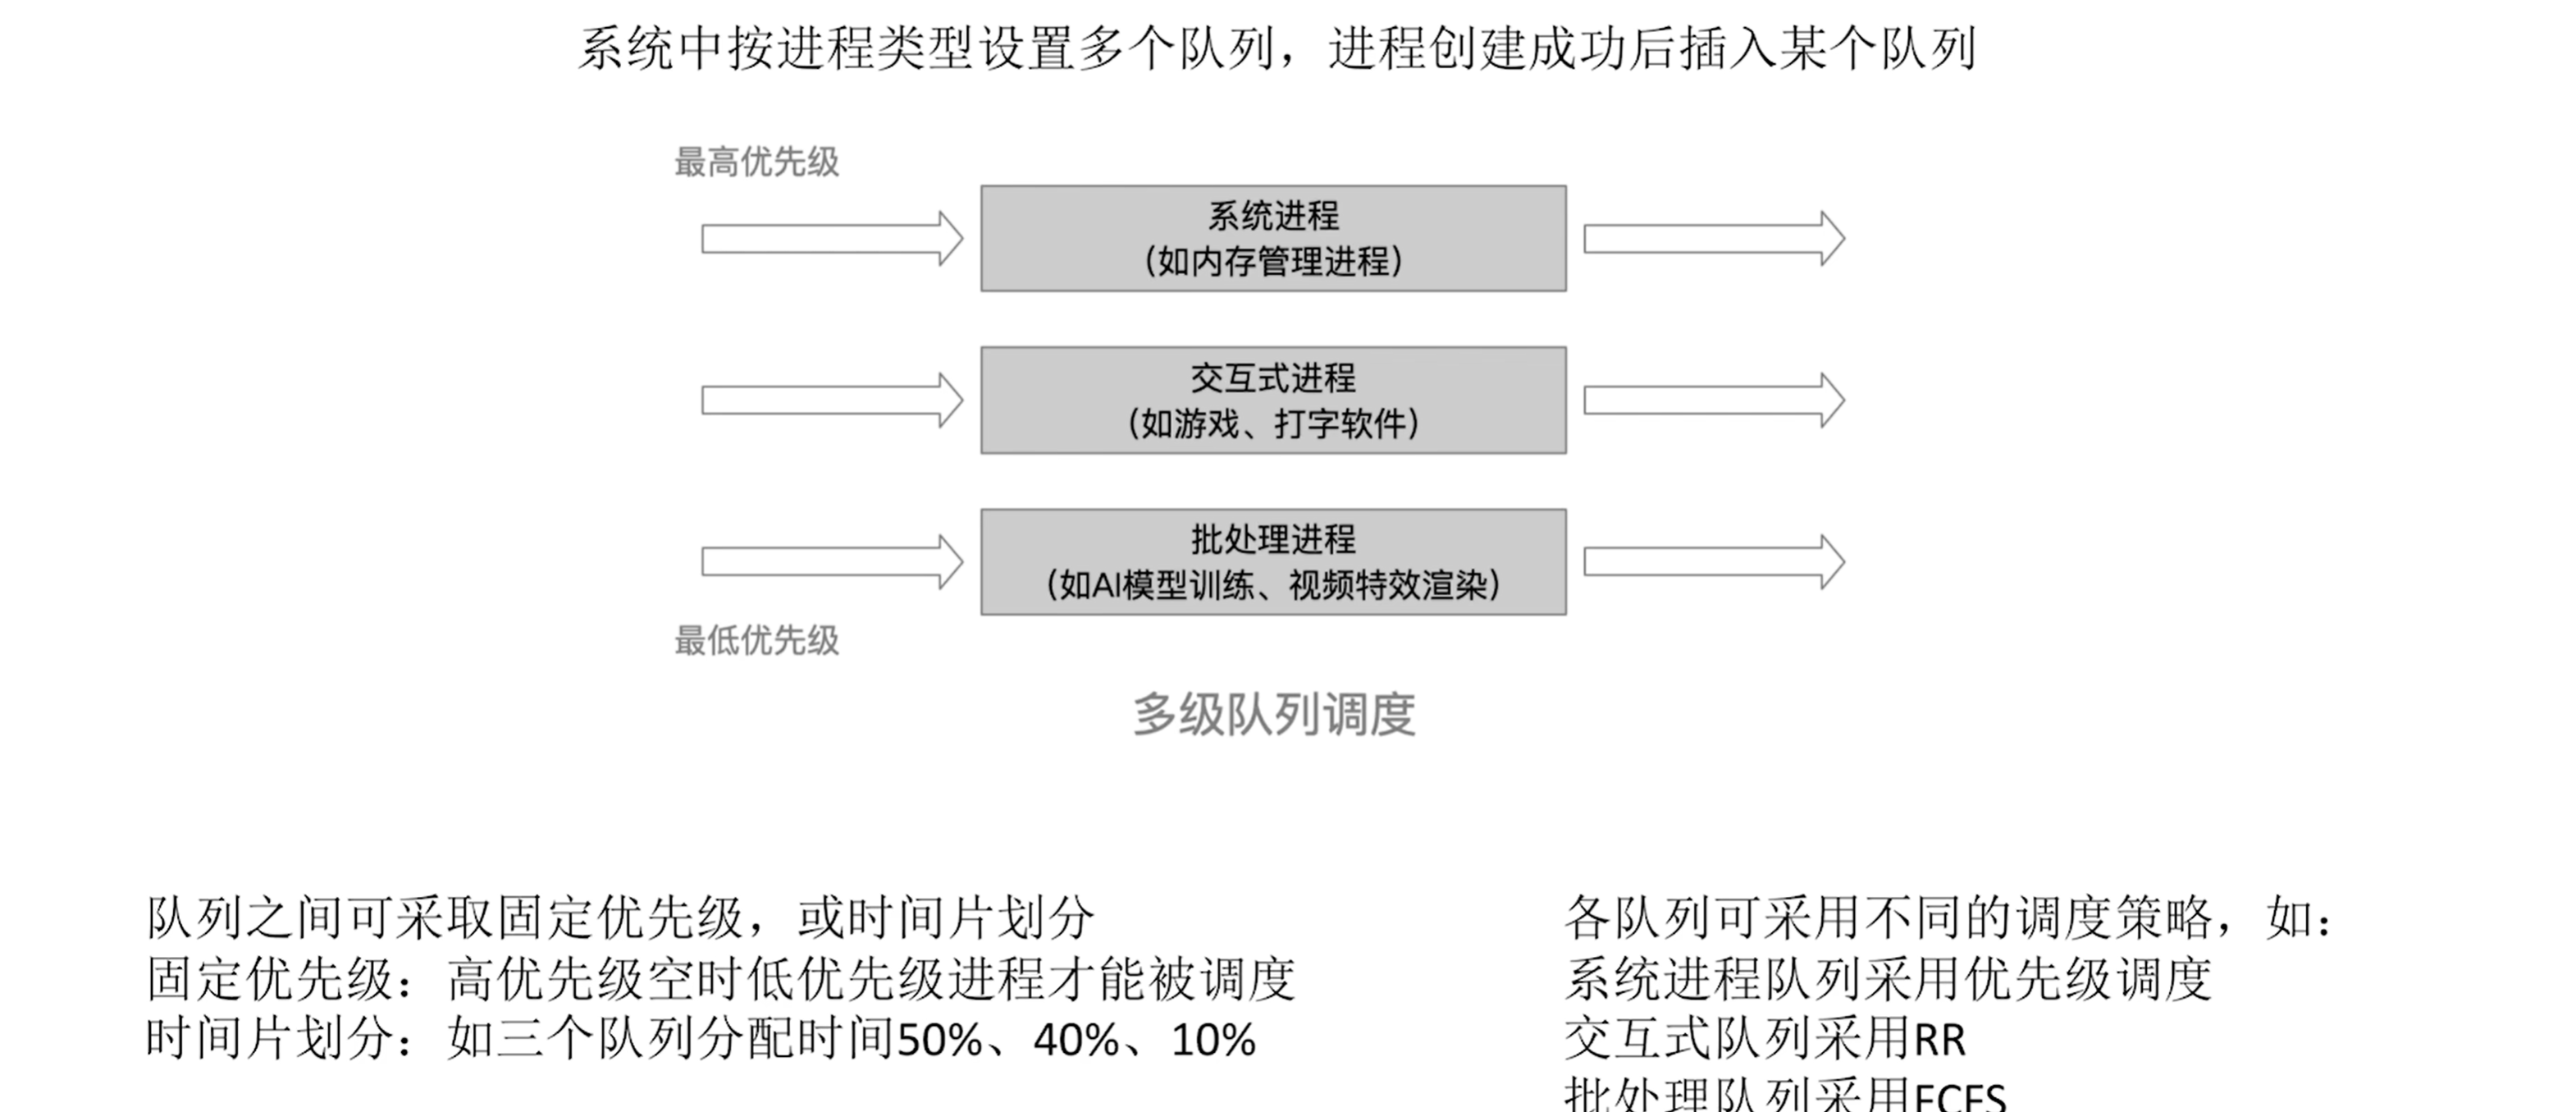 系统中按进程类型设置多个队列，进程创建成功后插入某个队列
最高优先级
系统进程
（如内存管理进程）
交互式进程
（如游戏、打字软件）
批处理进程
（如AI模型训练、视频特效渲染）
最低优先级
多级队列调度
队列之间可采取固定优先级，或时间片划分
固定优先级：高优先级空时低优先级进程才能被调度
时间片划分：如三个队列分配时间50%、40%、10%
各队列可采用不同的调度策略，如：
系统进程队列采用优先级调度
交互式队列采用RR
批处理队列采用FCFS